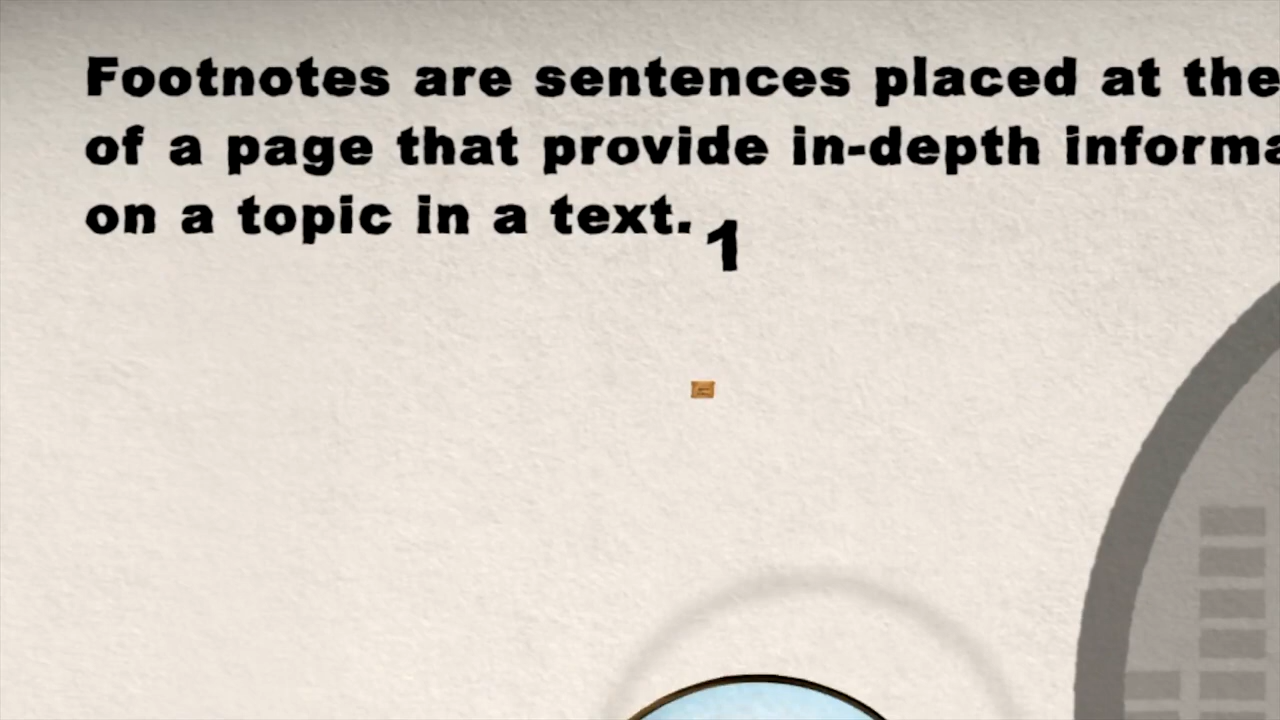 Footnotes are sentences placed at the
of a page that provide in-depth informa
on a topic in a text.
1